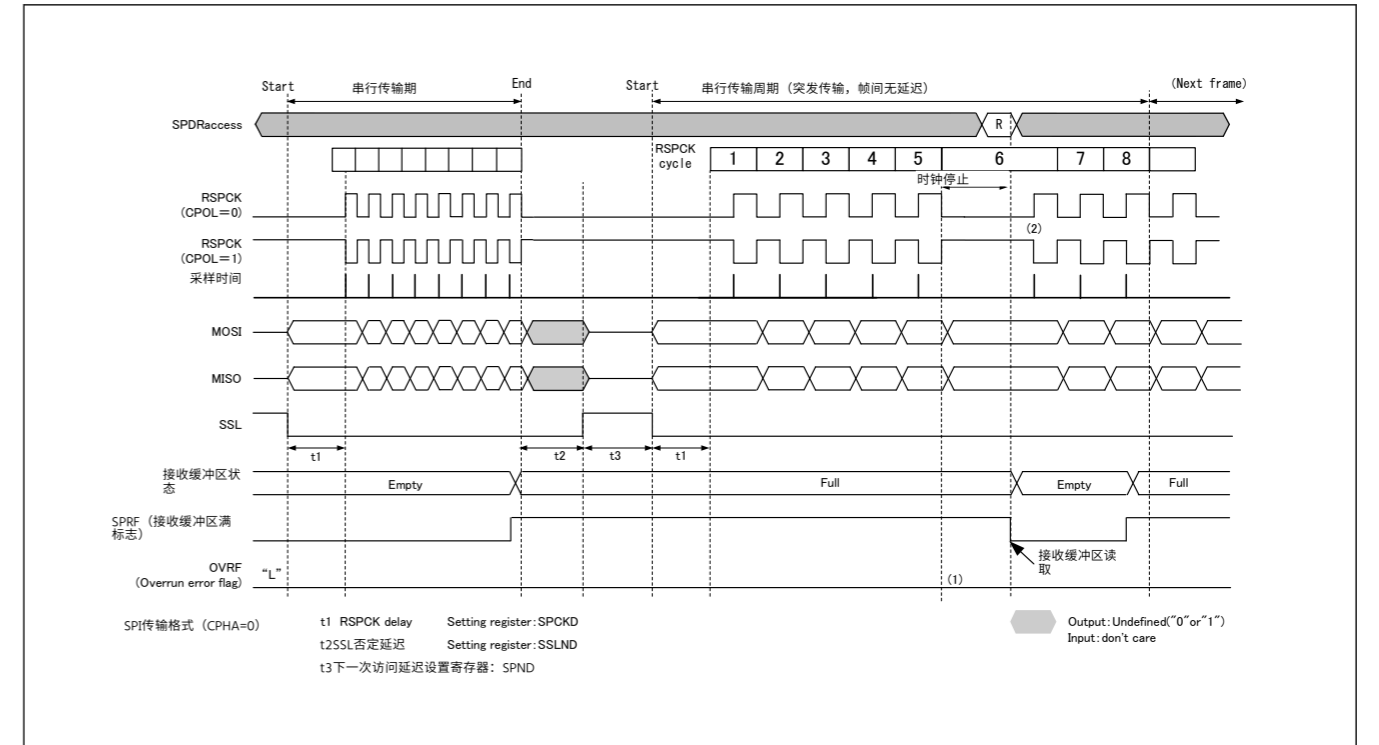 Start
串行传输期
End
Start
串行传输周期（突发传输，帧间无延迟）
(Next frame)
SPDRaccess
R
RSPCK
cycle
1 2 3 4 5 6 7 8
时钟停止
RSPCK
(CPOL=0)
(2)
RSPCK
(CPOL=1)
采样时间
MOSI
MISO
SSL
t1
t2
t3
t1
接收缓冲区状
态
Empty
Full
Empty
Full
SPRF（接收缓冲区满
标志）
接收缓冲区读
取
OVRF
(Overrun error flag)
“L”
(1)
SPI传输格式（CPHA=0）
t1 RSPCK delay Setting register:SPCKD
t2SSL否定延迟 Setting register:SSLND
t3下一次访问延迟设置寄存器：SPND
Output:Undefined("0"or"1")
Input:don't care